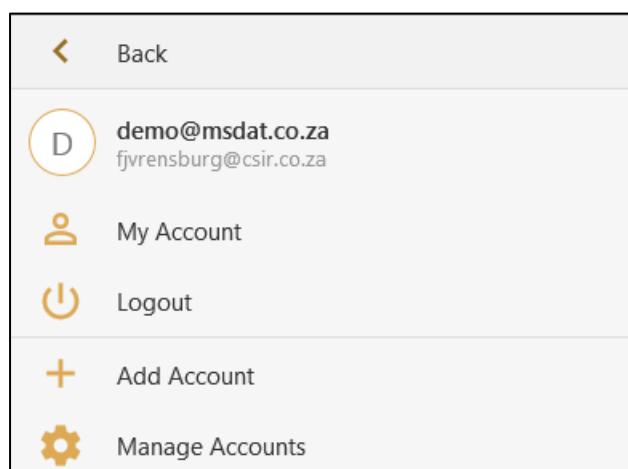 Back
D
demo@msdat.co.za
fjvrensburg@csir.co.za
My Account
Logout
Add Account
Manage Accounts